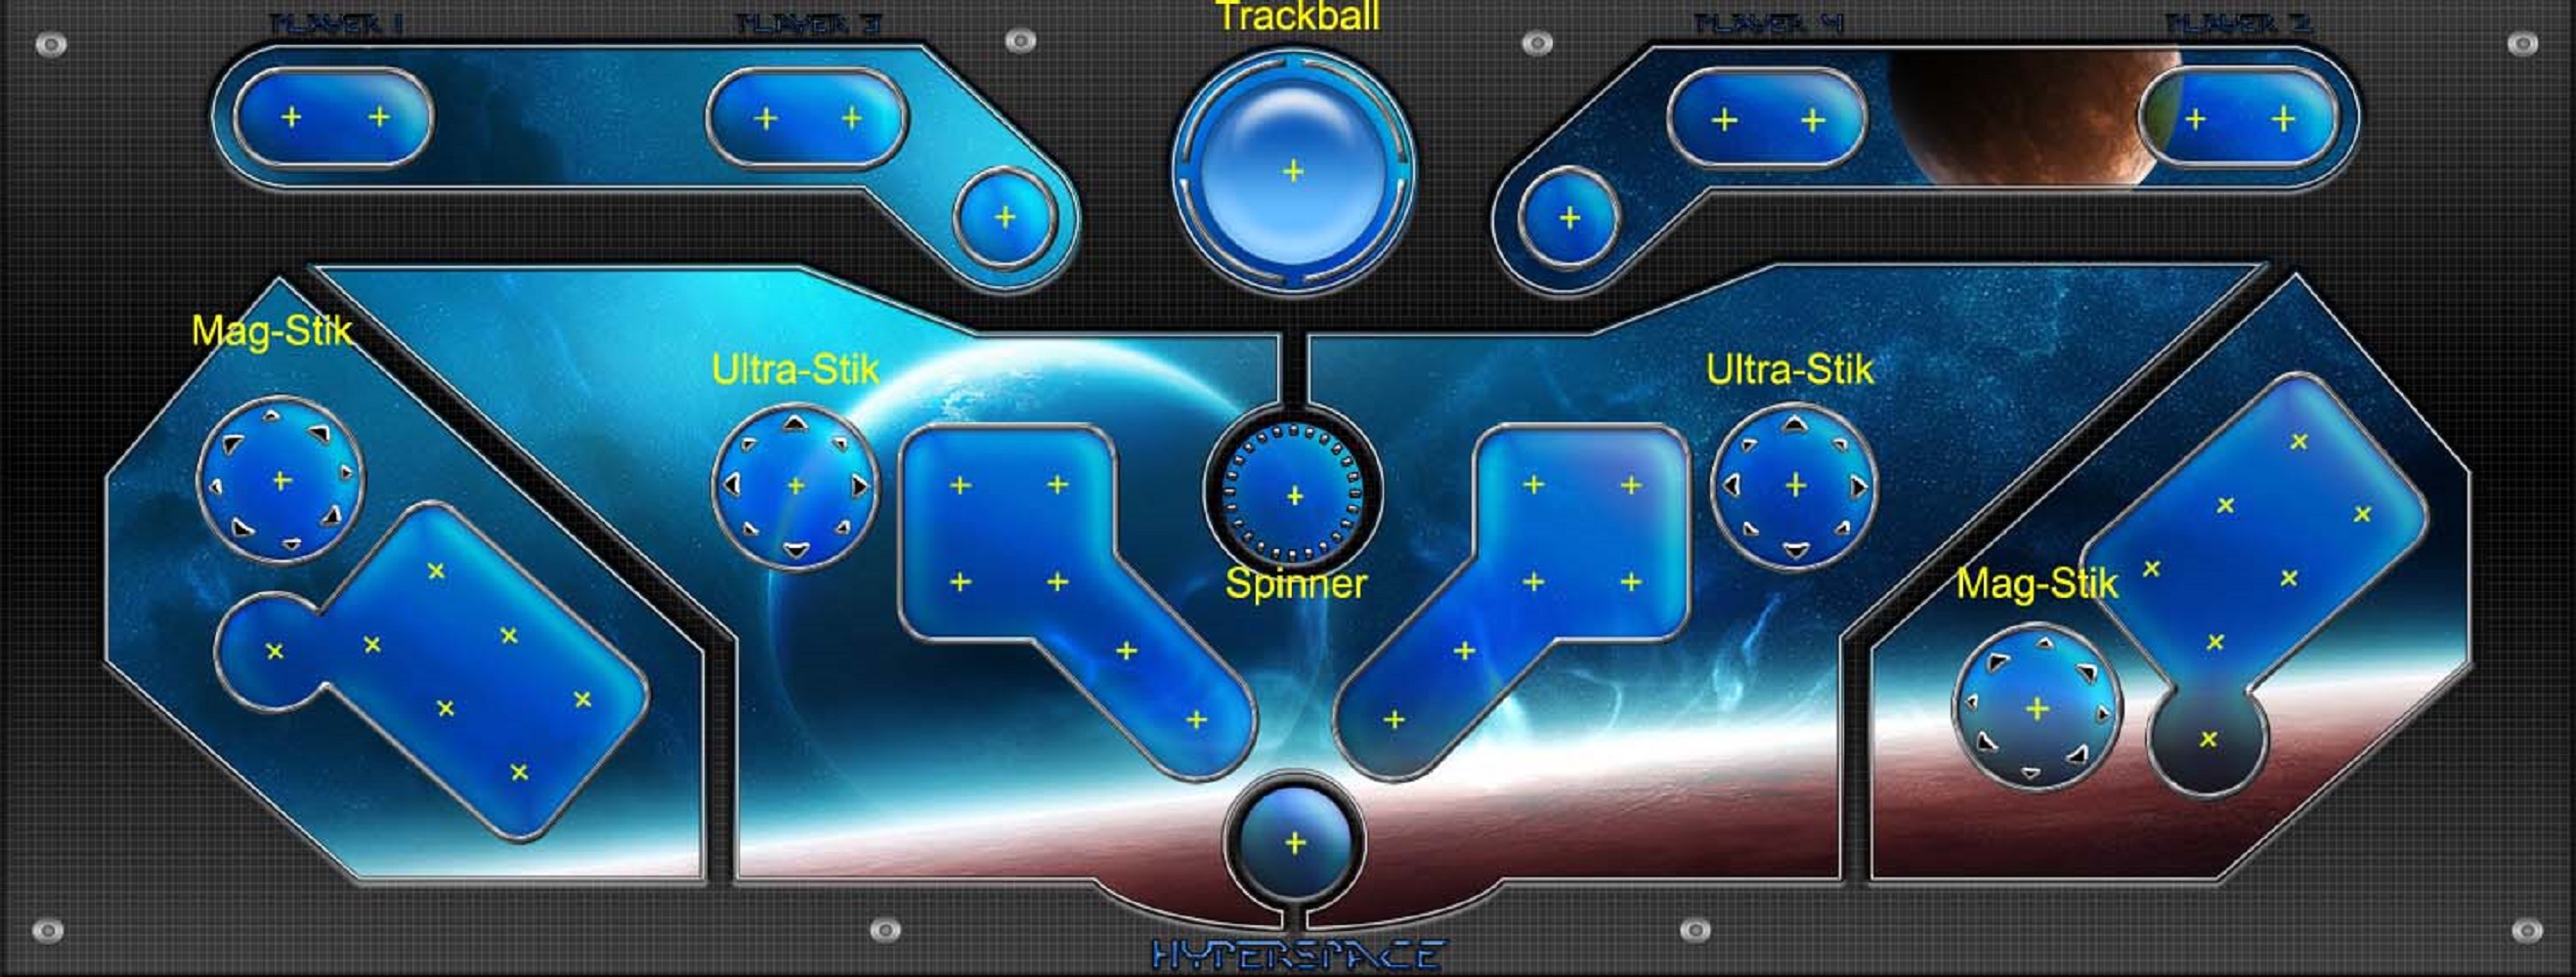 PLAYER 1
PLAYER 3
Trackball
PLAYER 4
PLAYER 2
Mag-Stik
Ultra-Stik
Ultra-Stik
Spinner
Mag-Stik
HYPERSPACE